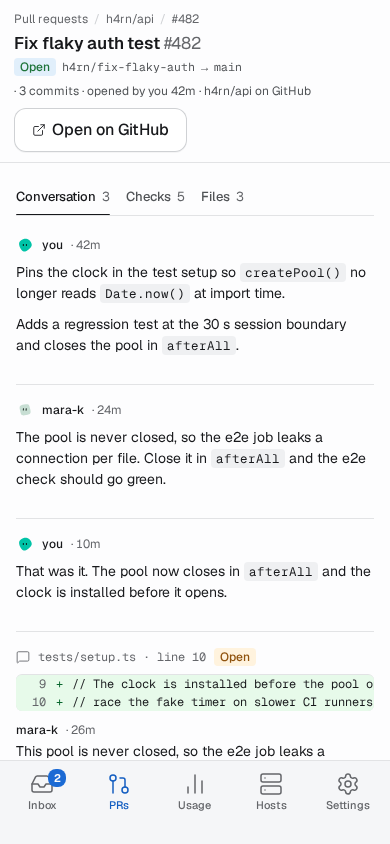 Pull requests / h4rn/api / #482
Fix flaky auth test #482
Open h4rn/fix-flaky-auth → main
· 3 commits · opened by you 42m · h4rn/api on GitHub
Open on GitHub
Conversation 3 Checks 5 Files 3
you · 42m
Pins the clock in the test setup so createPool() no
longer reads Date.now() at import time.
Adds a regression test at the 30 s session boundary
and closes the pool in afterAll.
mara-k · 24m
The pool is never closed, so the e2e job leaks a
connection per file. Close it in afterAll and the e2e
check should go green.
you · 10m
That was it. The pool now closes in afterAll and the
clock is installed before it opens.
tests/setup.ts · line 10 Open
9 + // The clock is installed before the pool o
10 + // race the fake timer on slower CI runners
mara-k · 26m
This pool is never closed, so the e2e job leaks a
2
Inbox PRs Usage Hosts Settings